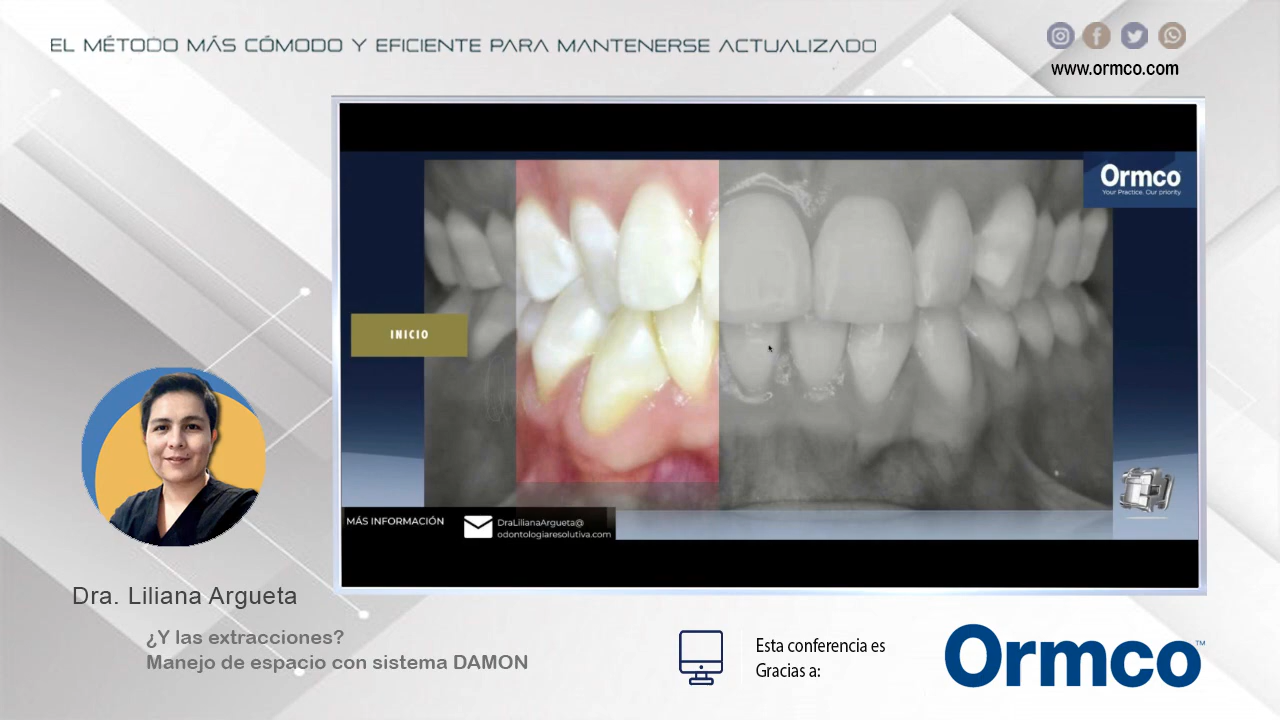 EL MÉTODO MÁS CÓMODO Y EFICIENTE PARA MANTENERSE ACTUALIZADO
www.ormco.com
Ormco
Your Practice. Our priority
INICIO
MÁS INFORMACIÓN
DraLilianaArgueta@
odontologiaresolutiva.com
Dra. Liliana Argueta
¿Y las extracciones?
Manejo de espacio con sistema DAMON
Esta conferencia es
Gracias a:
Ormco™